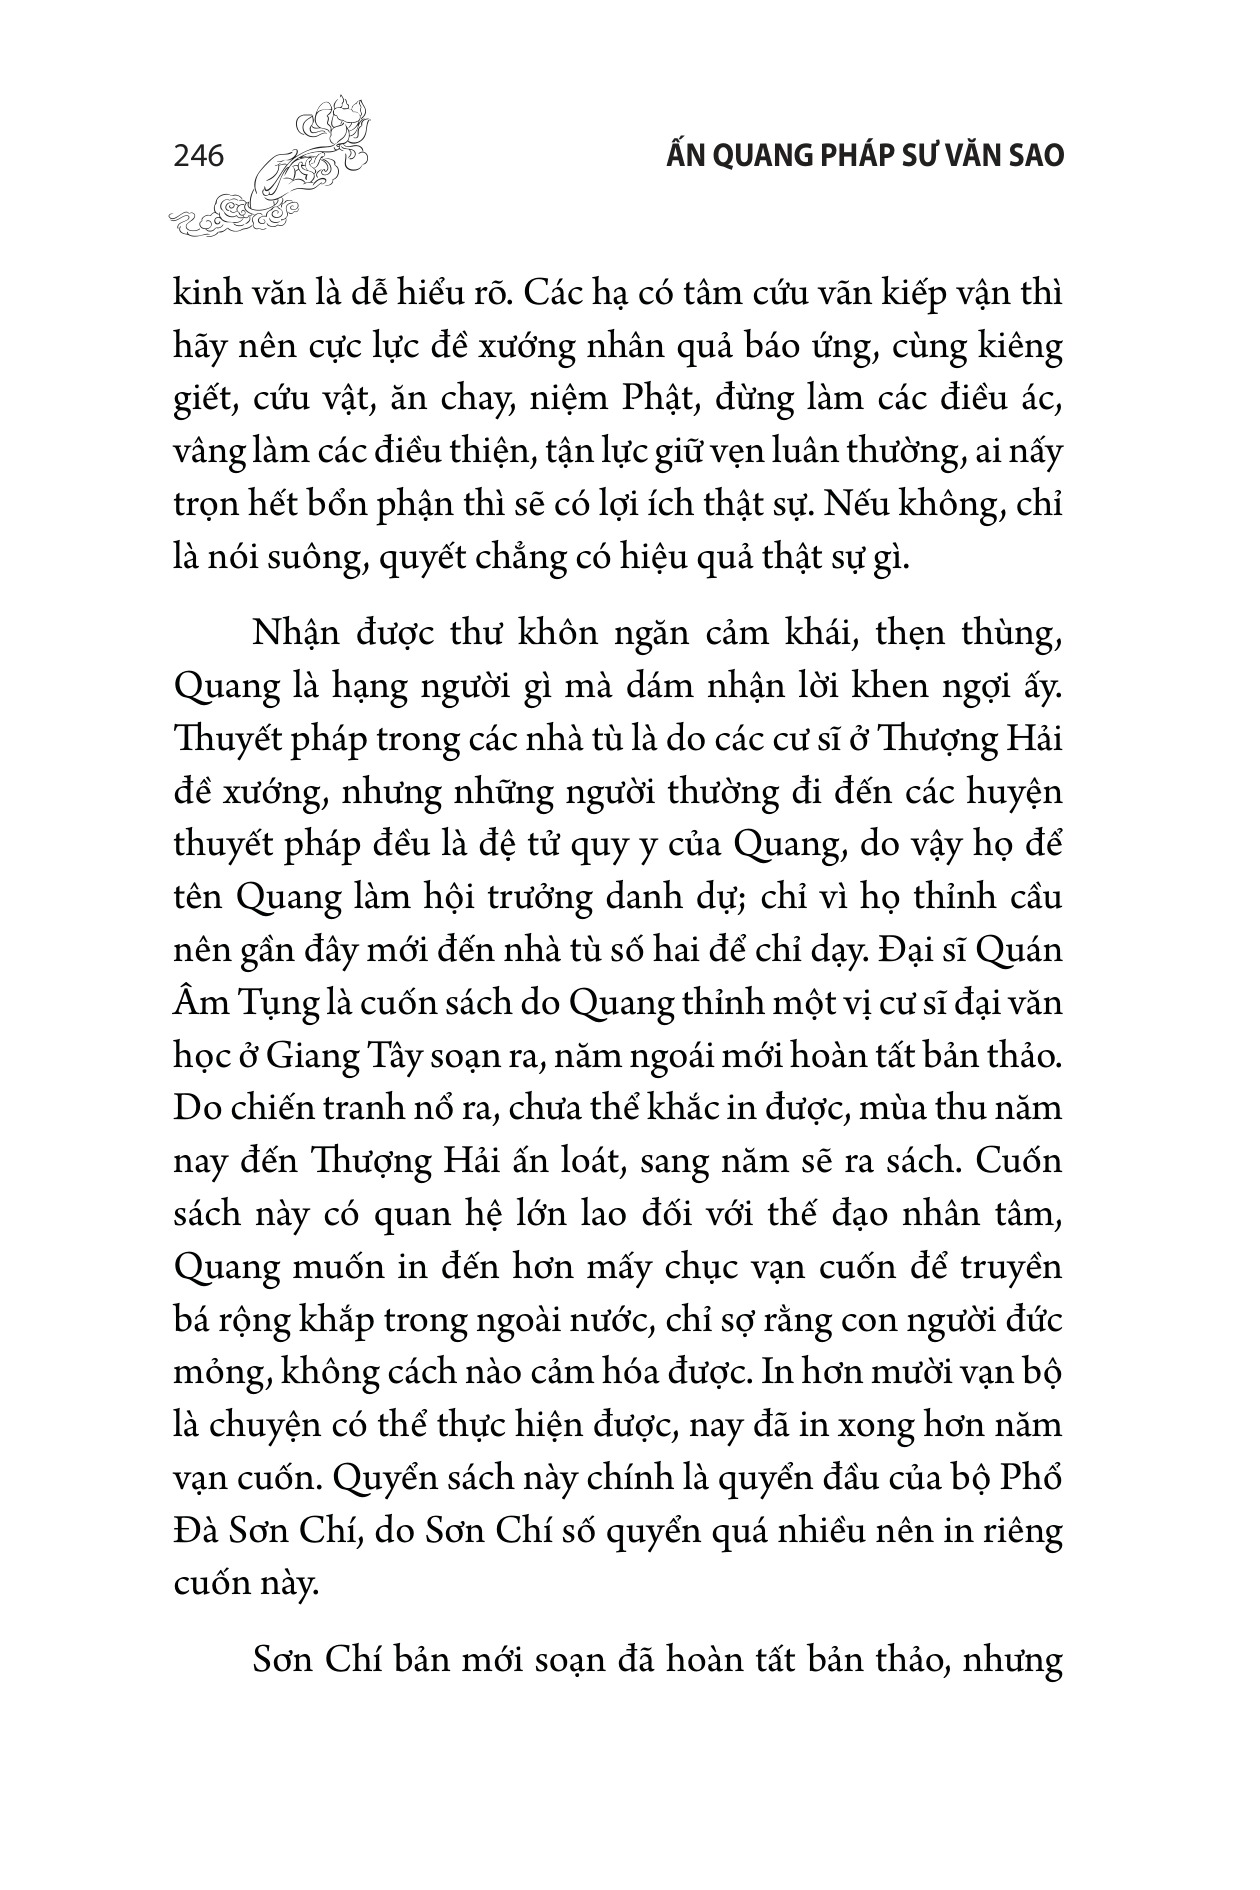 246
ẤN QUANG PHÁP SƯ VĂN SAO
kinh văn là dễ hiểu rõ. Các hạ có tâm cứu vãn kiếp vận thì
hãy nên cực lực đề xướng nhân quả báo ứng, cùng kiêng
giết, cứu vật, ăn chay, niệm Phật, đừng làm các điều ác,
vâng làm các điều thiện, tận lực giữ vẹn luân thường, ai nấy
trọn hết bổn phận thì sẽ có lợi ích thật sự. Nếu không, chỉ
là nói suông, quyết chẳng có hiệu quả thật sự gì.
Nhận được thư khôn ngăn cảm khái, thẹn thùng,
Quang là hạng người gì mà dám nhận lời khen ngợi ấy.
Thuyết pháp trong các nhà tù là do các cư sĩ ở Thượng Hải
đề xướng, nhưng những người thường đi đến các huyện
thuyết pháp đều là đệ tử quy y của Quang, do vậy họ để
tên Quang làm hội trưởng danh dự; chỉ vì họ thỉnh cầu
nên gần đây mới đến nhà tù số hai để chỉ dạy. Đại sĩ Quán
Âm Tụng là cuốn sách do Quang thỉnh một vị cư sĩ đại văn
học ở Giang Tây soạn ra, năm ngoái mới hoàn tất bản thảo.
Do chiến tranh nổ ra, chưa thể khắc in được, mùa thu năm
nay đến Thượng Hải ấn loát, sang năm sẽ ra sách. Cuốn
sách này có quan hệ lớn lao đối với thế đạo nhân tâm,
Quang muốn in đến hơn mấy chục vạn cuốn để truyền
bá rộng khắp trong ngoài nước, chỉ sợ rằng con người đức
mỏng, không cách nào cảm hóa được. In hơn mười vạn bộ
là chuyện có thể thực hiện được, nay đã in xong hơn năm
vạn cuốn. Quyển sách này chính là quyển đầu của bộ Phổ
Đà Sơn Chí, do Sơn Chí số quyển quá nhiều nên in riêng
cuốn này.
Sơn Chí bản mới soạn đã hoàn tất bản thảo, nhưng